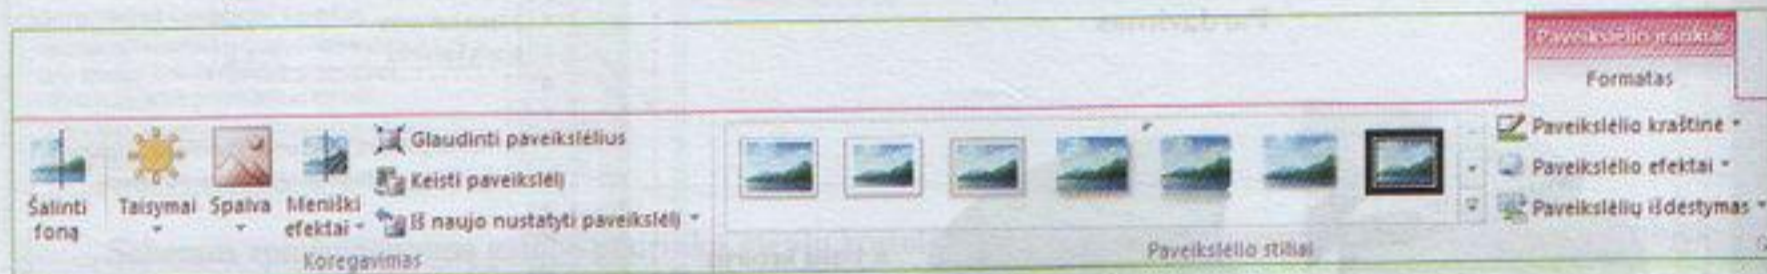 Paveikslėlio įrankiai
Formatas
Šalinti
foną
Taisymai
Spalva
Meniški
efektai
Glaudinti paveikslėlius
Keisti paveikslėlį
Iš naujo nustatyti paveikslėlį
Koregavimas
Paveikslėlio stiliai
Paveikslėlio kraštinė
Paveikslėlio efektai
Paveikslėlių išdėstymas